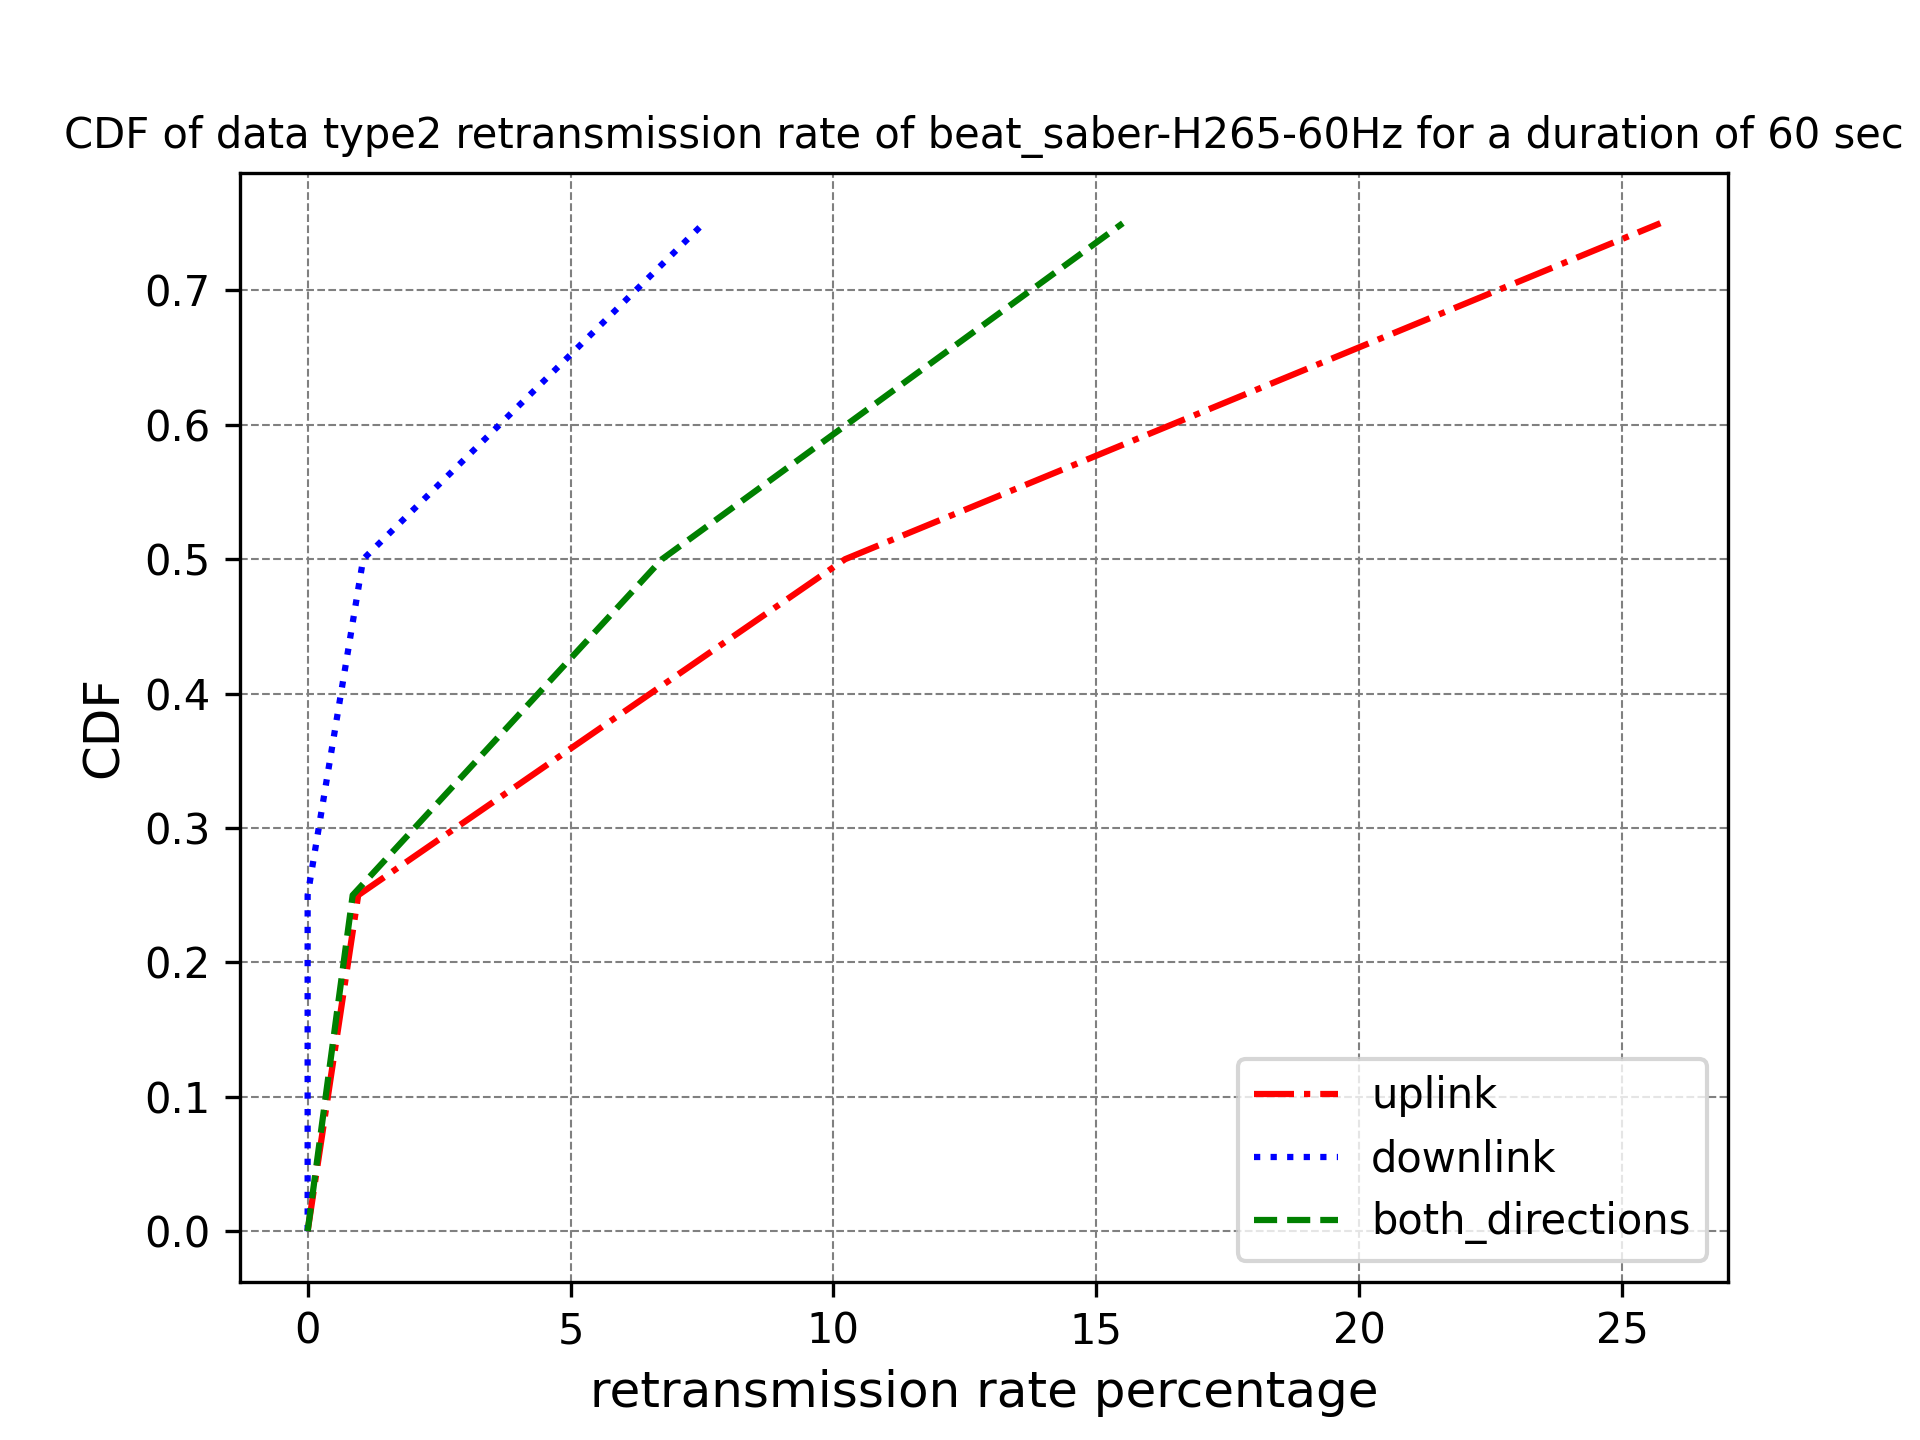 CDF of data type2 retransmission rate of beat_saber-H265-60Hz for a duration of 60 sec
CDF
0.7
0.6
0.5
0.4
0.3
0.2
0.1
0.0
uplink
downlink
both_directions
0 5 10 15 20 25
retransmission rate percentage